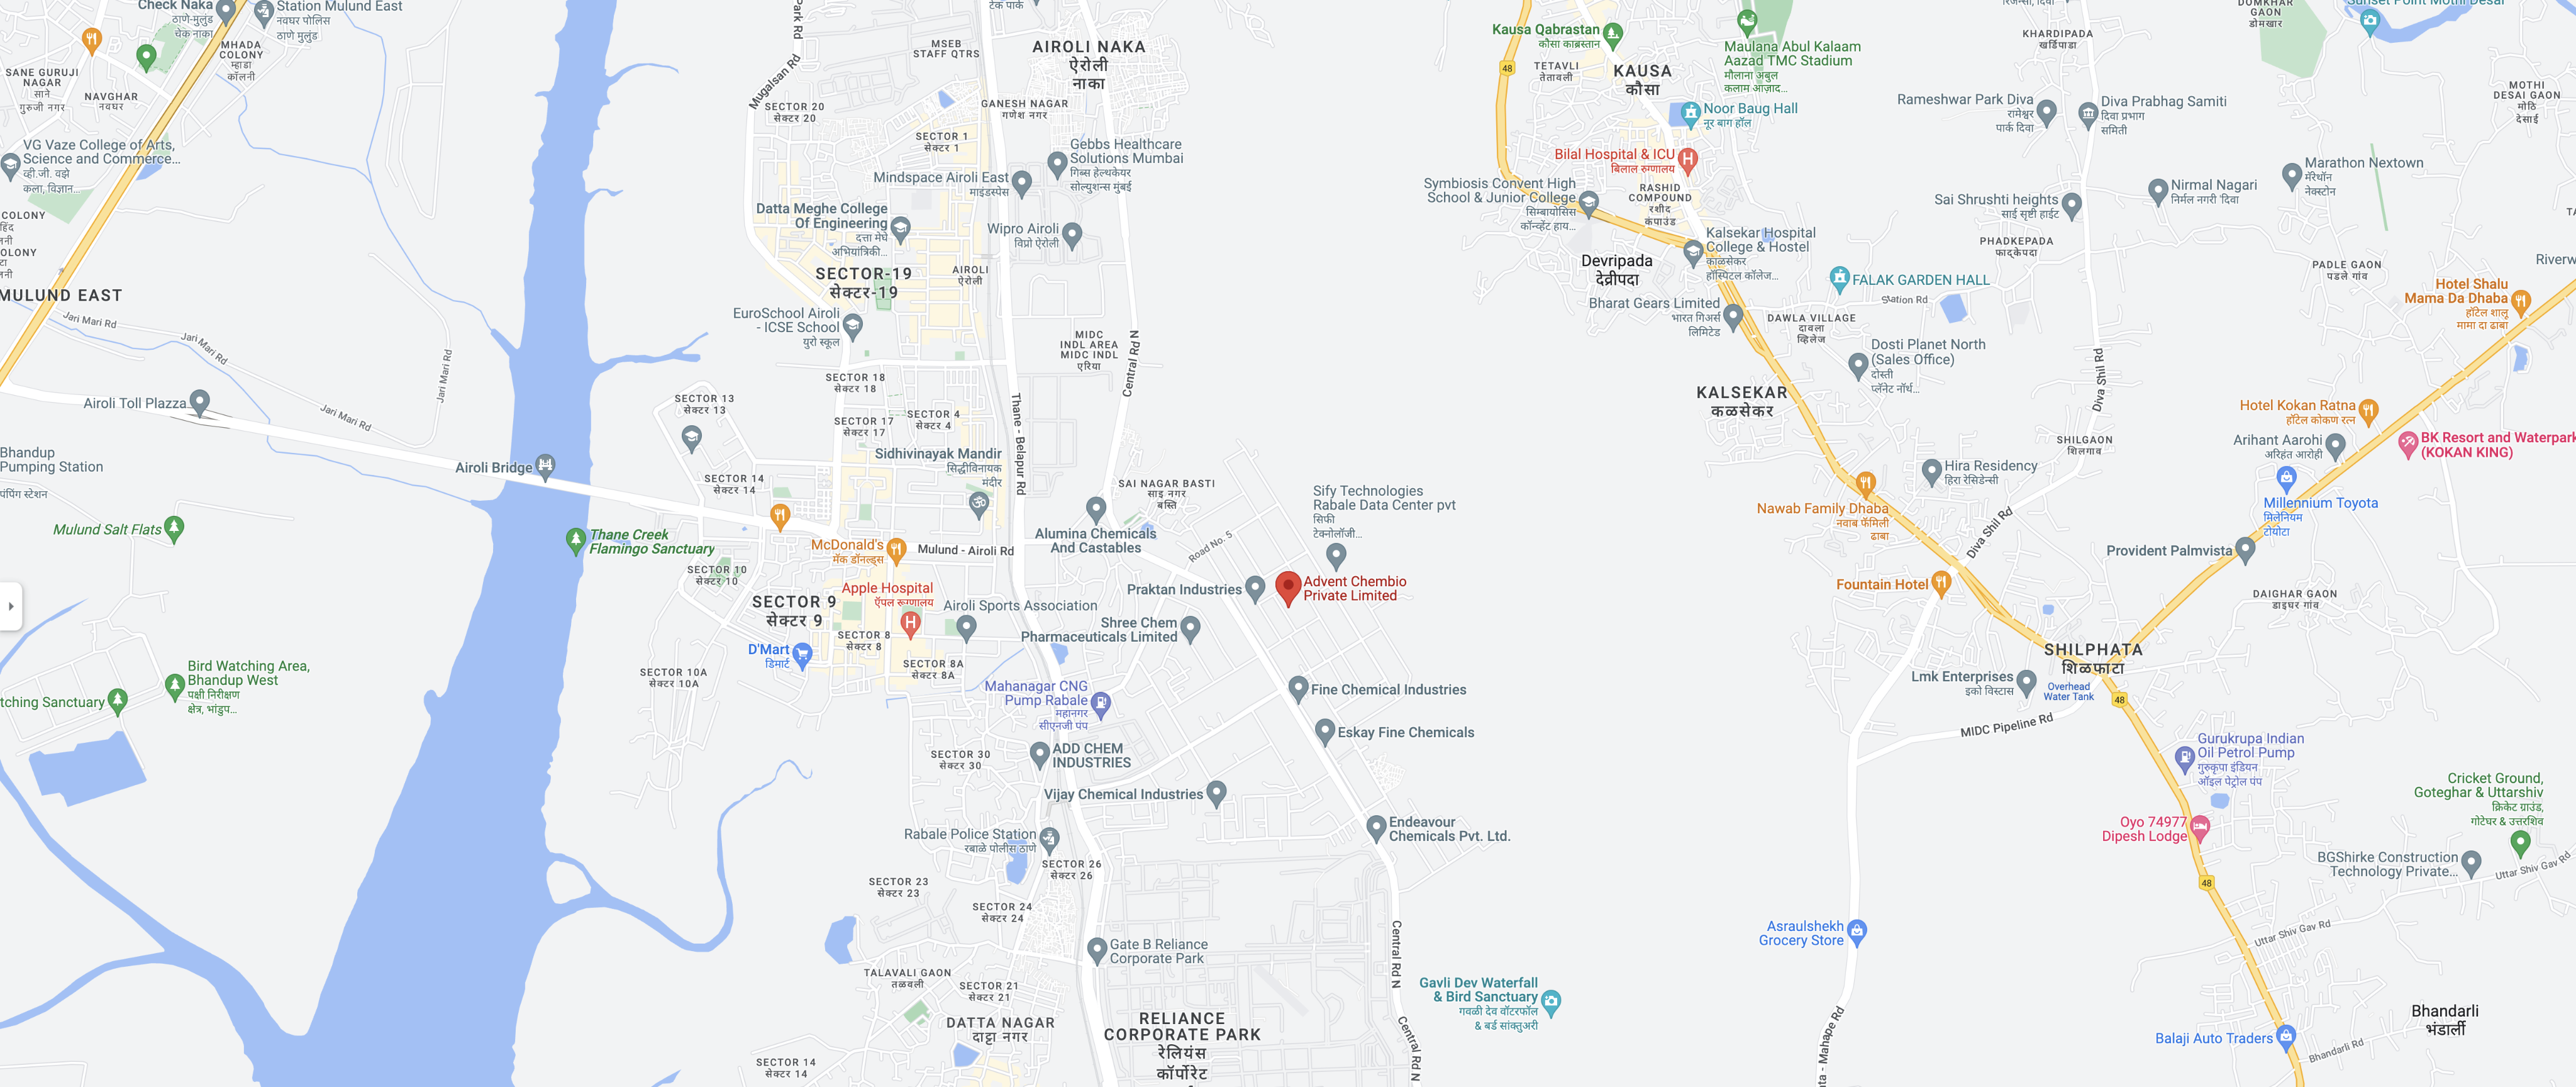 Check Naka
ठाणे-मुलुंड
चेक नाका
Station Mulund East
नवघर पोलिस
ठाणे मुलुंड
MHADA
COLONY
म्हाडा
कॉलनी
SANE GURUJI
NAGAR
साने
गुरुजी नगर
NAVGHAR
नवघर
VG Vaze College of Arts,
Science and Commerce...
व्ही.जी. वझे
कला, विज्ञान...
COLONY
MULUND EAST
Jari Mari Rd
Jari Mari Rd
Jari Mari Rd
Jari Mari Rd
Airoli Toll Plaza
Bhandup
Pumping Station
पंपिंग स्टेशन
Airoli Bridge
Mulund Salt Flats
Thane Creek
Flamingo Sanctuary
Bird Watching Area,
Bhandup West
पक्षी निरीक्षण
क्षेत्र, भांडुप...
tching Sanctuary
टेक पार्क
Park Rd
Mugalsan Rd
MSEB
STAFF QTRS
AIROLI NAKA
ऐरोली
नाका
SECTOR 20
सेक्टर 20
GANESH NAGAR
गणेश नगर
SECTOR 1
सेक्टर 1
Gebbs Healthcare
Solutions Mumbai
गिब्स हेल्थकेयर
सोल्युशन्स मुंबई
Mindspace Airoli East
माइंडस्पेस
Datta Meghe College
Of Engineering
दत्ता मेघे
अभियांत्रिकी...
Wipro Airoli
विप्रो ऐरोली
SECTOR-19
सेक्टर-19
AIROLI
ऐरोली
EuroSchool Airoli
- ICSE School
युरो स्कूल
MIDC
INDL AREA
MIDC INDL
एरिया
Central Rd N
SECTOR 18
सेक्टर 18
SECTOR 13
सेक्टर 13
SECTOR 17
सेक्टर 17
SECTOR 4
सेक्टर 4
Thane - Belapur Rd
Sidhivinayak Mandir
सिद्धीविनायक
मंदीर
SECTOR 14
सेक्टर 14
SAI NAGAR BASTI
साइ नगर
बस्ति
Sify Technologies
Rabale Data Center pvt
सिफी
टेक्नोलॉजी...
Alumina Chemicals
And Castables
Road No. 5
McDonald's
मॅक डॉनल्ड्स
Mulund - Airoli Rd
SECTOR 10
सेक्टर 10
Apple Hospital
ऍपल रूग्णालय
Praktan Industries
Advent Chembio
Private Limited
SECTOR 9
सेक्टर 9
Airoli Sports Association
Shree Chem
Pharmaceuticals Limited
SECTOR 8
सेक्टर 8
D'Mart
डिमार्ट
SECTOR 8A
सेक्टर 8A
SECTOR 10A
सेक्टर 10A
Mahanagar CNG
Pump Rabale
महानगर
सीएनजी पंप
Fine Chemical Industries
Eskay Fine Chemicals
SECTOR 30
सेक्टर 30
ADD CHEM
INDUSTRIES
Vijay Chemical Industries
Rabale Police Station
रबाळे पोलीस ठाणे
Endeavour
Chemicals Pvt. Ltd.
SECTOR 26
सेक्टर 26
SECTOR 23
सेक्टर 23
SECTOR 24
सेक्टर 24
Gate B Reliance
Corporate Park
TALAVALI GAON
तळवली
SECTOR 21
सेक्टर 21
DATTA NAGAR
दाट्टा नगर
RELIANCE
CORPORATE PARK
रेलियंस
कॉर्पोरेट
SECTOR 14
सेक्टर 14
Central Rd N
Central Rd N
Gavli Dev Waterfall
& Bird Sanctuary
गवळी देव वॉटरफॉल
& बर्ड सांक्तुअरी
Kausa Qabrastan
कौसा काब्रस्तान
48
TETAVLI
तेतावली
KAUSA
कौसा
Maulana Abul Kalaam
Aazad TMC Stadium
मौलाना अबुल
कलाम आज़ाद...
Noor Baug Hall
नूर बाग हॉल
Bilal Hospital & ICU
बिलाल रुग्णालय
Symbiosis Convent High
School & Junior College
सिम्बायोसिस
कॉन्व्हेंट हाय...
RASHID
COMPOUND
रशीद
कंपाउंड
Kalsekar Hospital
College & Hostel
काळसेकर
हॉस्पिटल कॉलेज...
Devripada
देव्रीपदा
FALAK GARDEN HALL
Station Rd
Bharat Gears Limited
भारत गिअर्स
लिमिटेड
DAWLA VILLAGE
दावला
व्हिलेज
Dosti Planet North
(Sales Office)
दोस्ती
प्लॅनेट नॉर्थ...
KALSEKAR
कळसेकर
KHARDIPADA
खर्डिपाडा
DOMKHAR
GAON
डोमखार
Sunset Point Mothi Desai
Rameshwar Park Diva
रामेश्वर
पार्क दिवा
Diva Prabhag Samiti
दिवा प्रभाग
समिती
MOTHI
DESAI GAON
मोठि
देसाई
Marathon Nextown
मॅरेथॉन
नेक्स्टोन
Nirmal Nagari
निर्मल नगरी 'दिवा
Sai Shrushti heights
साई सृष्टी हाईट
PHADKEPADA
फाद्केपदा
PADLE GAON
पडले गांव
Riverw
Hotel Shalu
Mama Da Dhaba
हॉटेल शालू
मामा दा ढाबा
Diva Shil Rd
Hotel Kokan Ratna
हॉटेल कोकण रत्न
Arihant Aarohi
अरिहंत आरोही
BK Resort and Waterpark
(KOKAN KING)
SHILGAON
शिलगाव
Hira Residency
हिरा रेसिडेन्सी
Nawab Family Dhaba
नवाब फॅमिली
ढाबा
Millennium Toyota
मिलेनियम
टोयोटा
Diva Shil Rd
Provident Palmvista
Fountain Hotel
DAIGHAR GAON
डाइघर गांव
SHILPHATA
शिळफाटा
Lmk Enterprises
इको विस्टास
Overhead
Water Tank
48
MIDC Pipeline Rd
Gurukrupa Indian
Oil Petrol Pump
गुरुकृपा इंडियन
ऑइल पेट्रोल पंप
Cricket Ground,
Goteghar & Uttarshiv
क्रिकेट ग्राउंड,
गोटेघर & उत्तरशिव
Oyo 74977
Dipesh Lodge
BGShirke Construction
Technology Private...
48
Uttar Shiv Gav Rd
Uttar Shiv Gav Rd
Asraulshekh
Grocery Store
Bhandarli
भंडार्ली
Balaji Auto Traders
Bhandarli Rd
ta - Mahape Rd